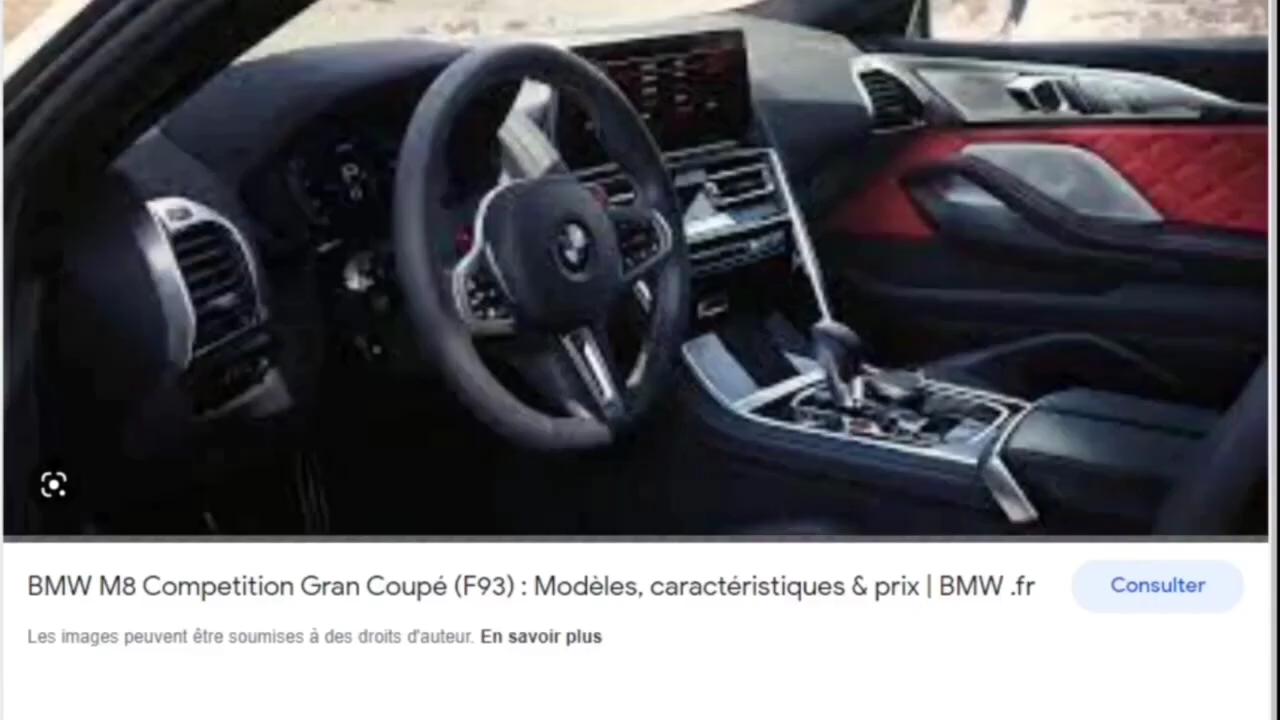 BMW M8 Competition Gran Coupé (F93) : Modèles, caractéristiques & prix | BMW .fr
Consulter
Les images peuvent être soumises à des droits d'auteur. En savoir plus